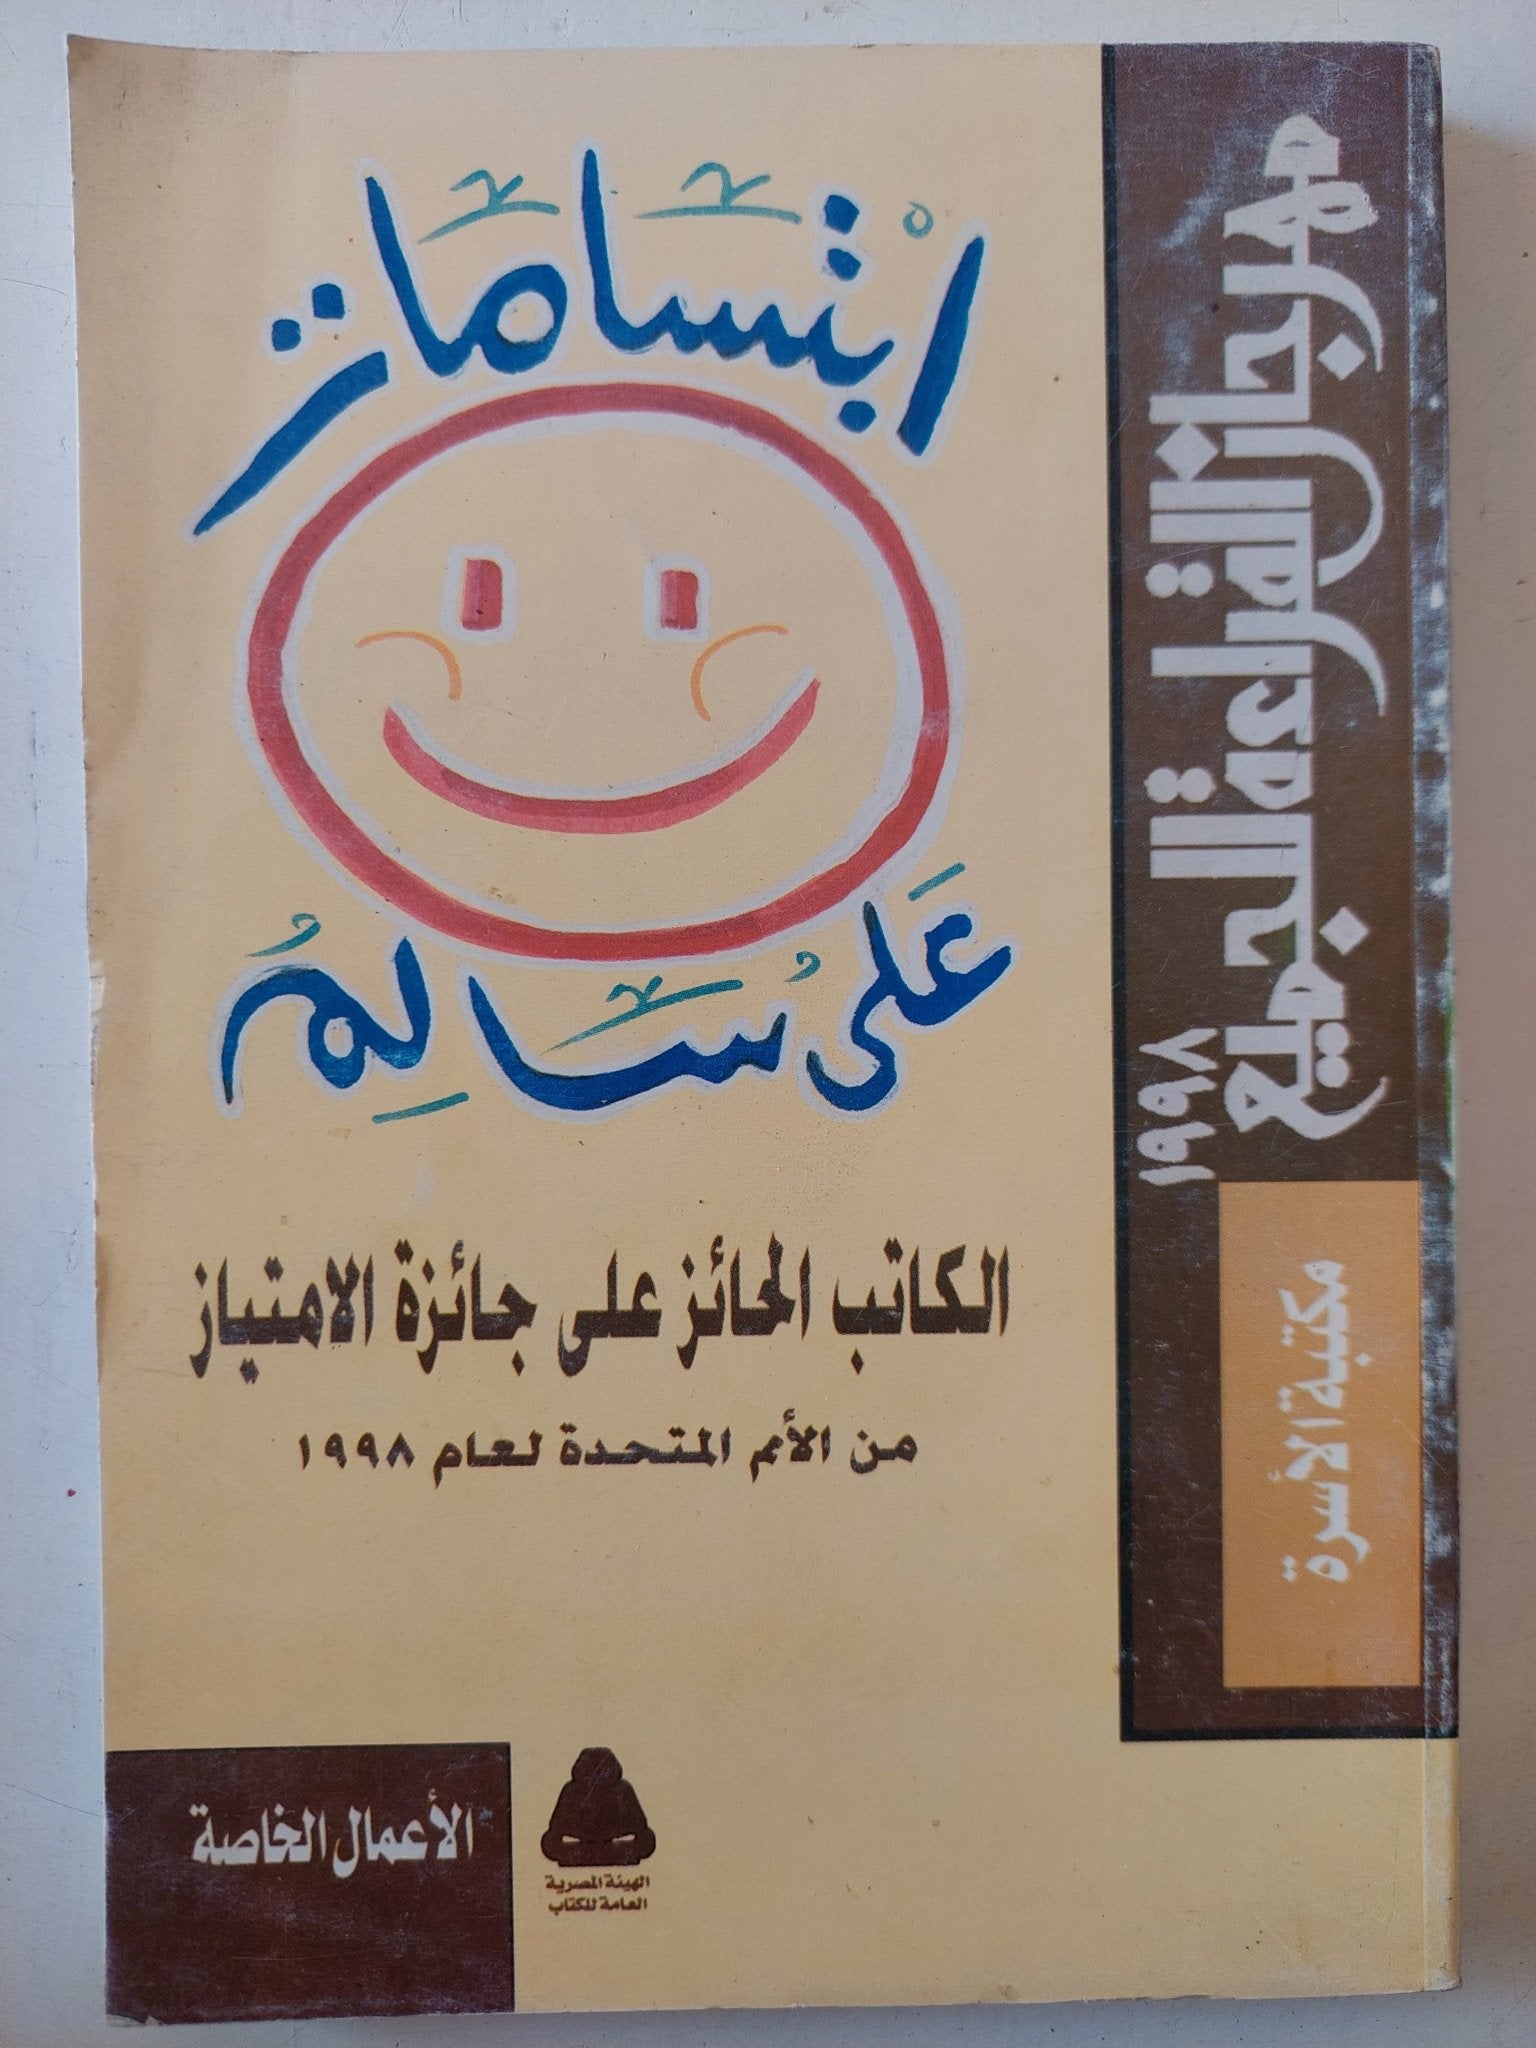 ابتسامات
على سالم
الكاتب الحائز على جائزة الامتياز
من الأمم المتحدة لعام ١٩٩٨
مهرجان القراءة للجميع
١٩٩٨
مكتبة الأسرة
الأعمال الخاصة
الهيئة المصرية
العامة للكتاب